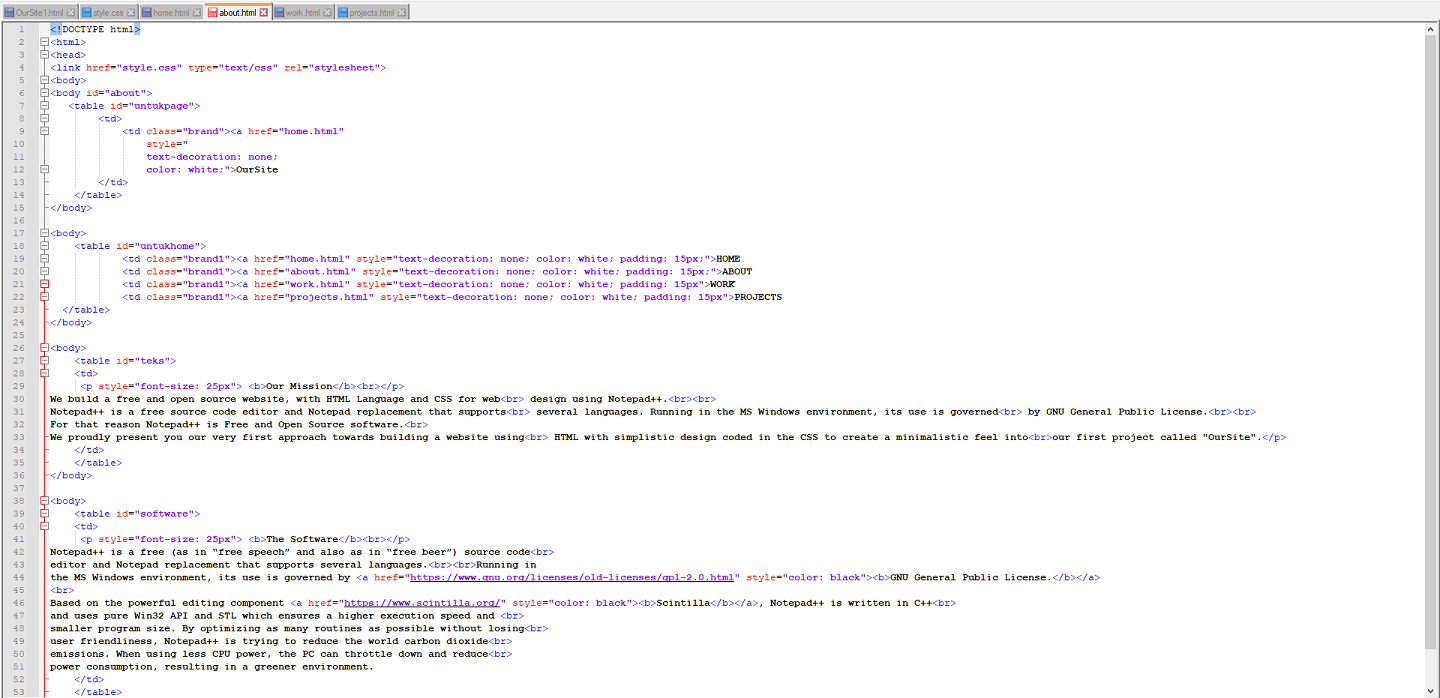 OurSite1.html style.css home.html about.html work.html projects.html
1 <!DOCTYPE html>
2 <html>
3 <head>
4 <link href="style.css" type="text/css" rel="stylesheet">
5 <body>
6 <body id="about">
7 <table id="untukpage">
8 <td>
9 <td class="brand"><a href="home.html"
10 style="
11 text-decoration: none;
12 color: white;">OurSite
13 </td>
14 </table>
15 </body>
16
17 <body>
18 <table id="untukhome">
19 <td class="brand1"><a href="home.html" style="text-decoration: none; color: white; padding: 15px;">HOME
20 <td class="brand1"><a href="about.html" style="text-decoration: none; color: white; padding: 15px;">ABOUT
21 <td class="brand1"><a href="work.html" style="text-decoration: none; color: white; padding: 15px">WORK
22 <td class="brand1"><a href="projects.html" style="text-decoration: none; color: white; padding: 15px">PROJECTS
23 </table>
24 </body>
25
26 <body>
27 <table id="teks">
28 <td>
29 <p style="font-size: 25px"> <b>Our Mission</b><br></p>
30 We build a free and open source website, with HTML Language and CSS for web<br> design using Notepad++.<br><br>
31 Notepad++ is a free source code editor and Notepad replacement that supports<br> several languages. Running in the MS Windows environment, its use is governed<br> by GNU General Public License.<br><br>
32 For that reason Notepad++ is Free and Open Source software.<br>
33 We proudly present you our very first approach towards building a website using<br> HTML with simplistic design coded in the CSS to create a minimalistic feel into<br>our first project called "OurSite".</p>
34 </td>
35 </table>
36 </body>
37
38 <body>
39 <table id="software">
40 <td>
41 <p style="font-size: 25px"> <b>The Software</b><br></p>
42 Notepad++ is a free (as in “free speech” and also as in “free beer”) source code<br>
43 editor and Notepad replacement that supports several languages.<br><br>Running in
44 the MS Windows environment, its use is governed by <a href="https://www.gnu.org/licenses/old-licenses/gpl-2.0.html" style="color: black"><b>GNU General Public License.</b></a>
45 <br>
46 Based on the powerful editing component <a href="https://www.scintilla.org/" style="color: black"><b>Scintilla</b></a>, Notepad++ is written in C++<br>
47 and uses pure Win32 API and STL which ensures a higher execution speed and <br>
48 smaller program size. By optimizing as many routines as possible without losing<br>
49 user friendliness, Notepad++ is trying to reduce the world carbon dioxide<br>
50 emissions. When using less CPU power, the PC can throttle down and reduce<br>
51 power consumption, resulting in a greener environment.
52 </td>
53 </table>